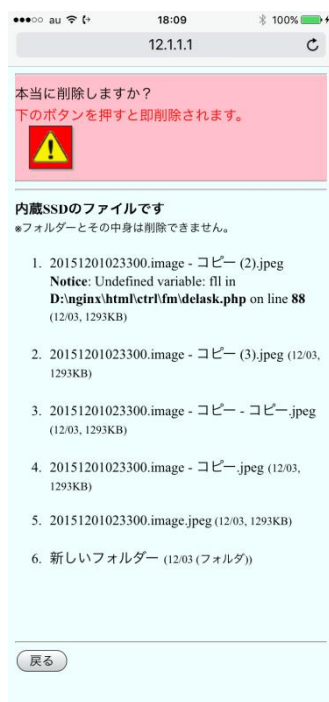 au 18:09 100%
12.1.1.1
本当に削除しますか？
下のボタンを押すと即削除されます。
内蔵SSDのファイルです
※フォルダーとその中身は削除できません。
1. 20151201023300.image - コピー (2).jpeg
Notice: Undefined variable: fll in
D:\nginx\html\ctrl\fm\delask.php on line 88
(12/03, 1293KB)
2. 20151201023300.image - コピー (3).jpeg (12/03,
1293KB)
3. 20151201023300.image - コピー - コピー.jpeg
(12/03, 1293KB)
4. 20151201023300.image - コピー.jpeg (12/03,
1293KB)
5. 20151201023300.image.jpeg (12/03, 1293KB)
6. 新しいフォルダー (12/03 (フォルダ))
戻る